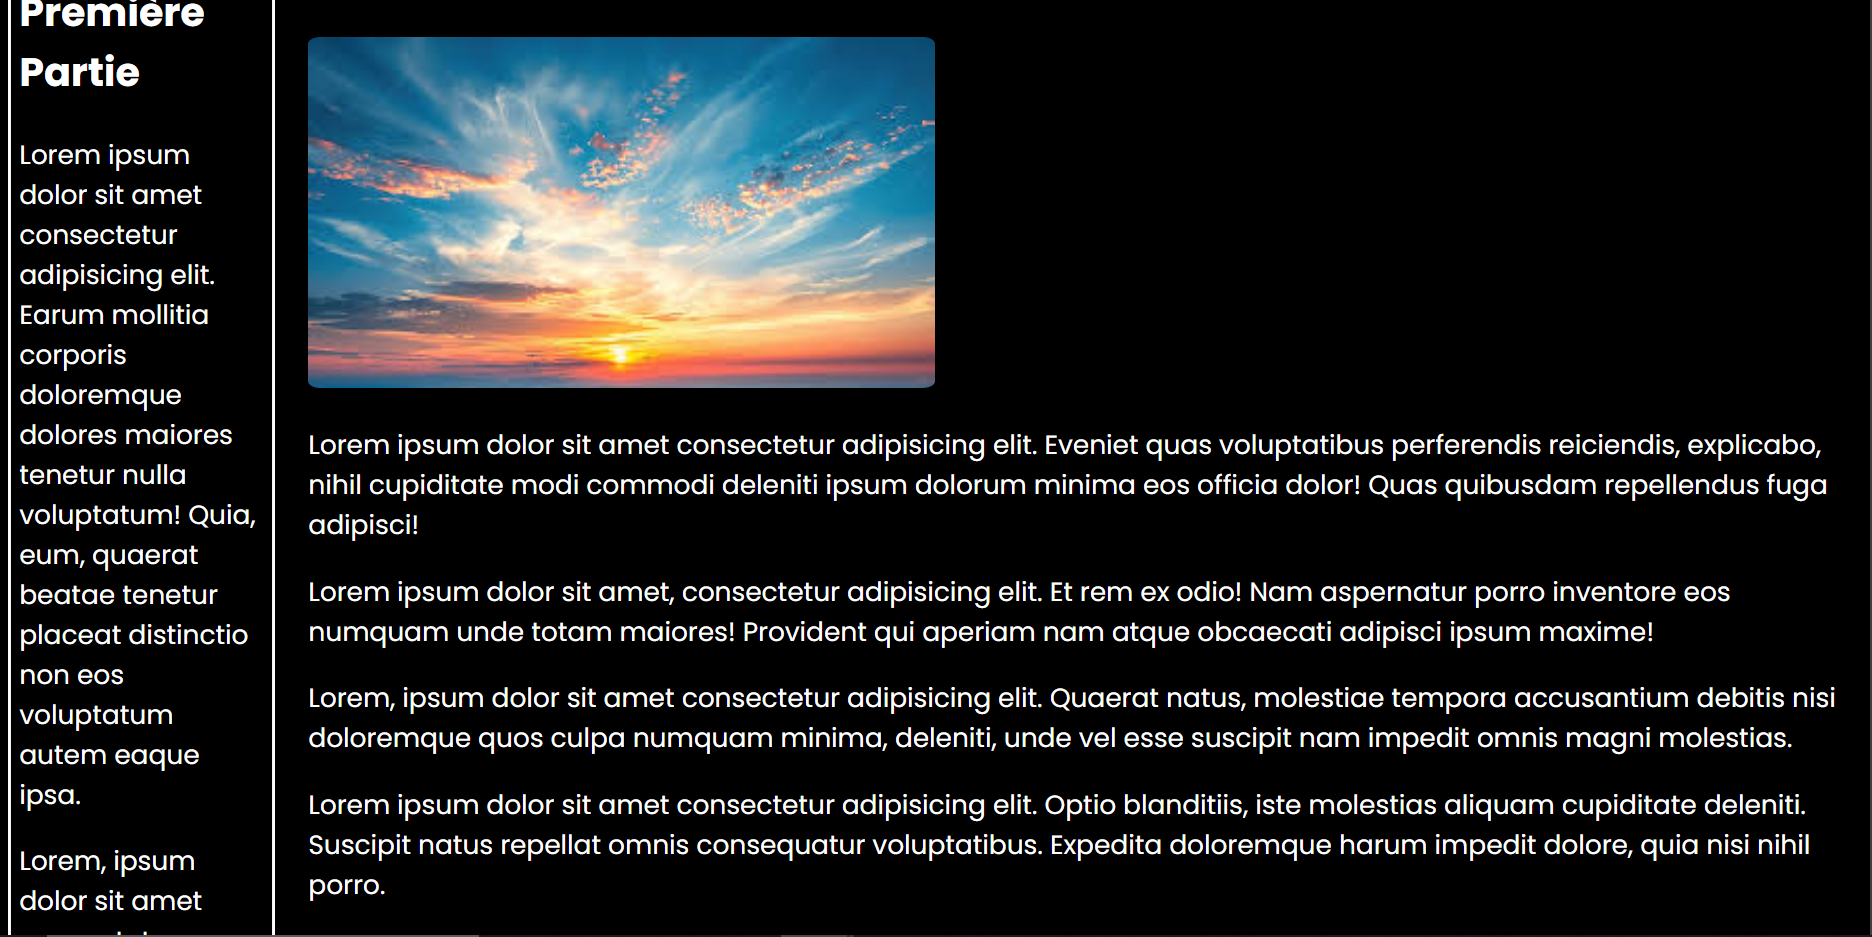 Première
Partie
Lorem ipsum
dolor sit amet
consectetur
adipisicing elit.
Earum mollitia
corporis
doloremque
dolores maiores
tenetur nulla
voluptatum! Quia,
eum, quaerat
beatae tenetur
placeat distinctio
non eos
voluptatum
autem eaque
ipsa.
Lorem, ipsum
dolor sit amet
Lorem ipsum dolor sit amet consectetur adipisicing elit. Eveniet quas voluptatibus perferendis reiciendis, explicabo,
nihil cupiditate modi commodi deleniti ipsum dolorum minima eos officia dolor! Quas quibusdam repellendus fuga
adipisci!
Lorem ipsum dolor sit amet, consectetur adipisicing elit. Et rem ex odio! Nam aspernatur porro inventore eos
numquam unde totam maiores! Provident qui aperiam nam atque obcaecati adipisci ipsum maxime!
Lorem, ipsum dolor sit amet consectetur adipisicing elit. Quaerat natus, molestiae tempora accusantium debitis nisi
doloremque quos culpa numquam minima, deleniti, unde vel esse suscipit nam impedit omnis magni molestias.
Lorem ipsum dolor sit amet consectetur adipisicing elit. Optio blanditiis, iste molestias aliquam cupiditate deleniti.
Suscipit natus repellat omnis consequatur voluptatibus. Expedita doloremque harum impedit dolore, quia nisi nihil
porro.